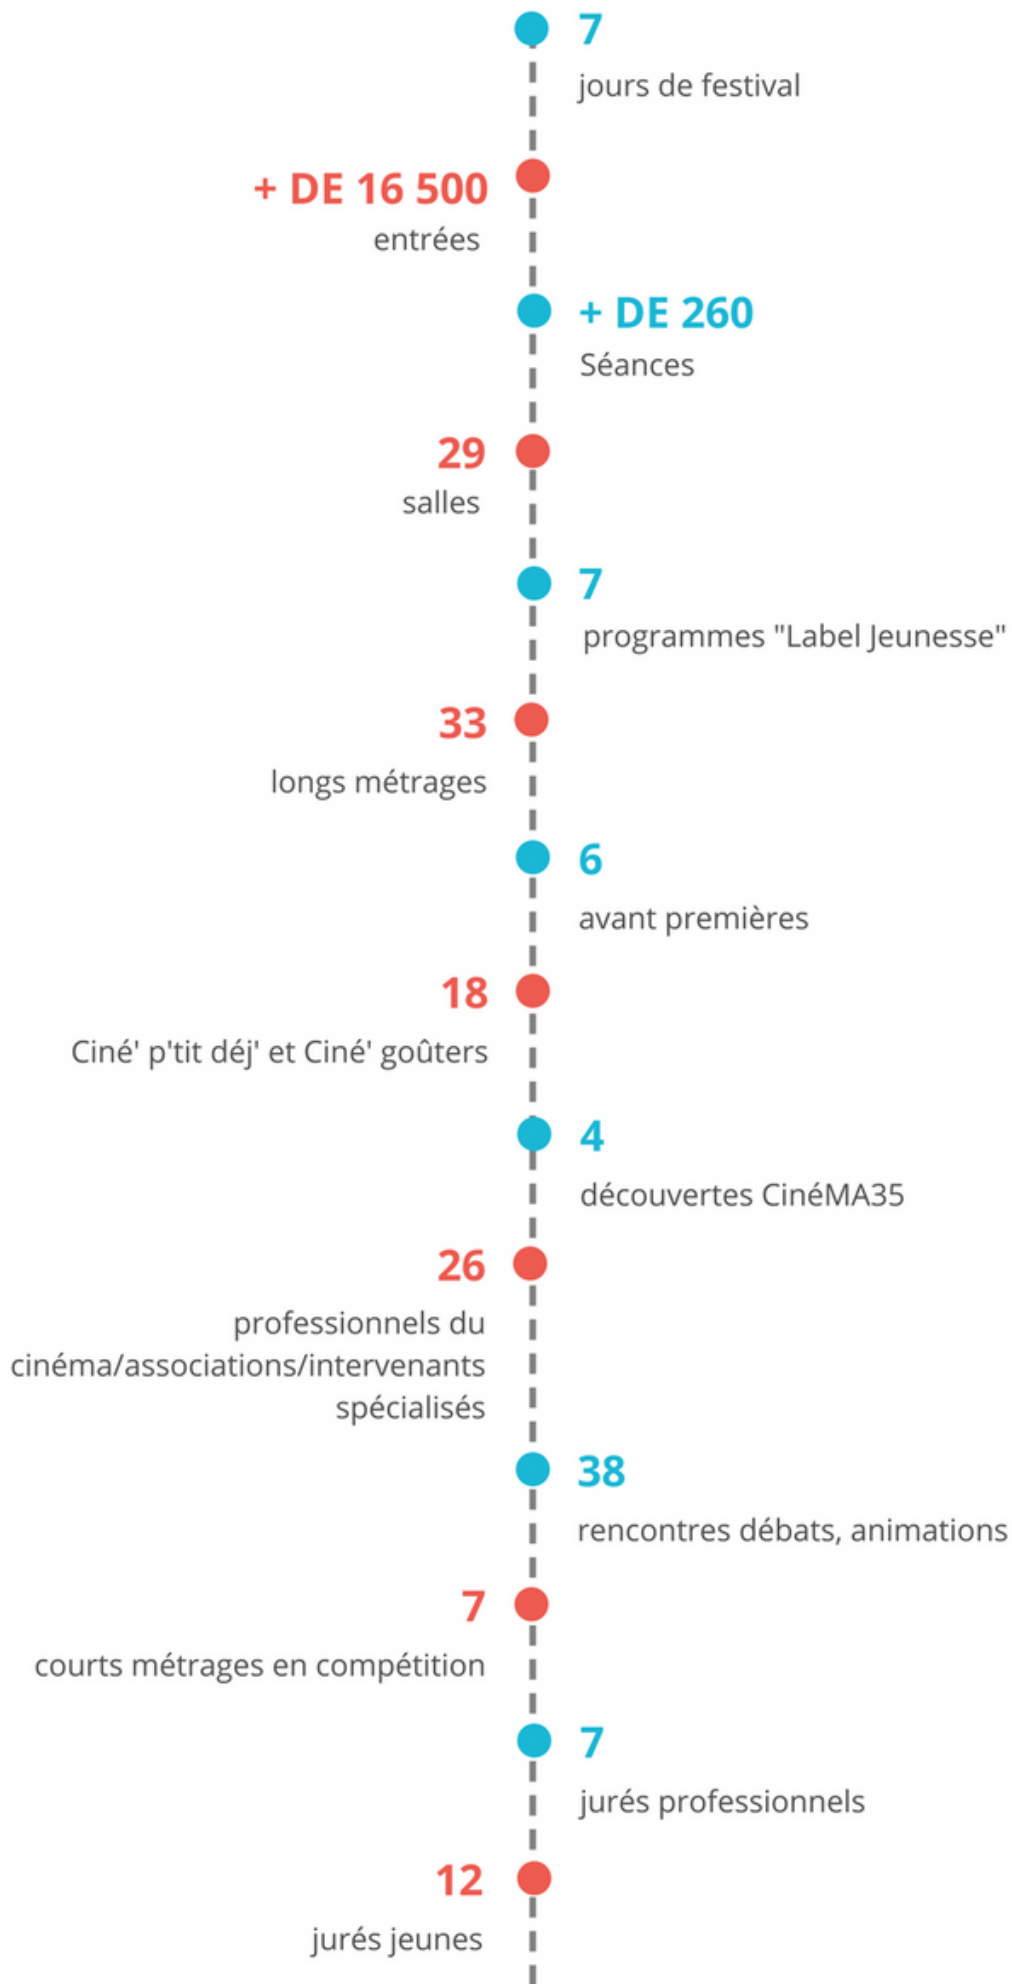 7
jours de festival
+ DE 16 500
entrées
+ DE 260
Séances
29
salles
7
programmes "Label Jeunesse"
33
longs métrages
6
avant premières
18
Ciné' p'tit déj' et Ciné' goûters
4
découvertes CinéMA35
26
professionnels du
cinéma/associations/intervenants
spécialisés
38
rencontres débats, animations
7
courts métrages en compétition
7
jurés professionnels
12
jurés jeunes